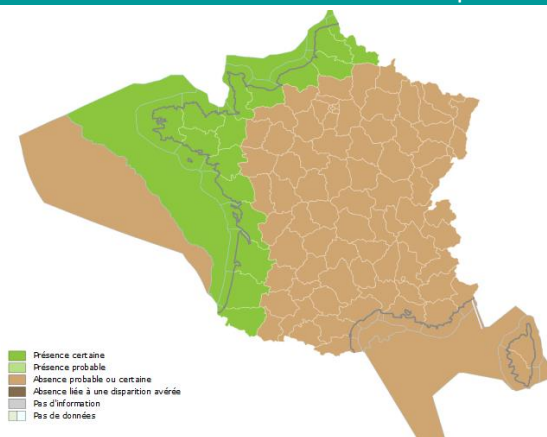 Présence certaine
Présence probable
Absence probable ou certaine
Absence liée à une disparition avérée
Pas d'information
Pas de données